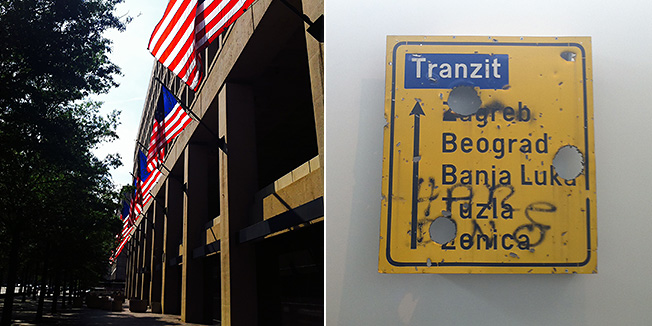 Tranzit
Zagreb
Beograd
Banja Luka
Tuzla
Zenica